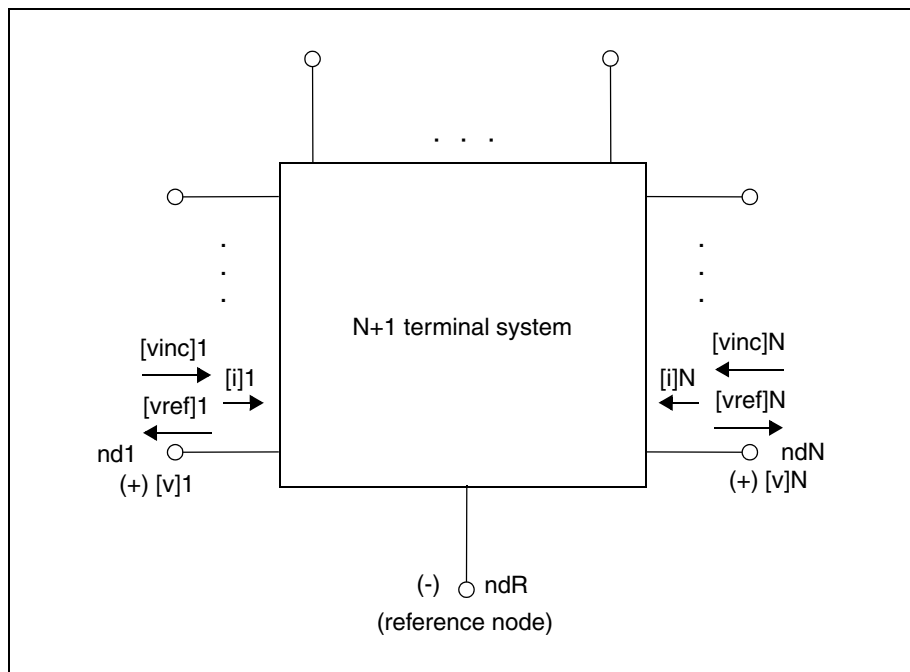 . . .
.
.
.
.
.
.
N+1 terminal system
[vinc]1
[vinc]N
[i]1
[i]N
[vref]1
[vref]N
nd1
ndN
(+) [v]1
(+) [v]N
(-) ndR
(reference node)